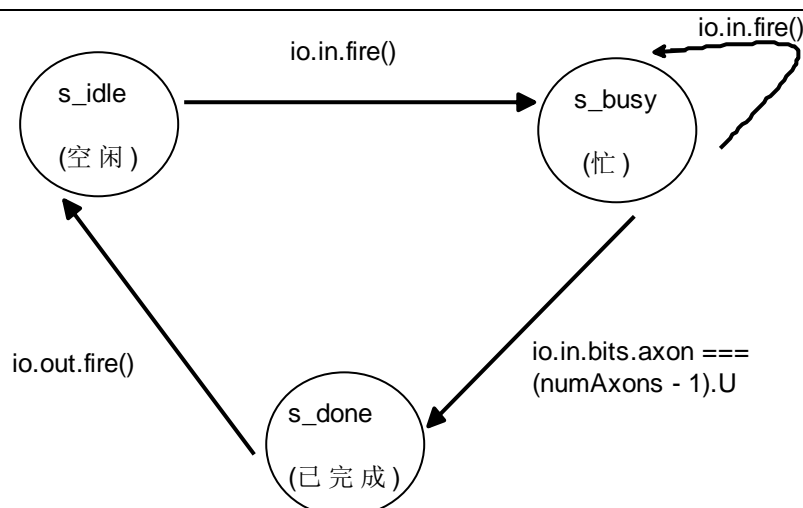 io.in.fire()
io.in.fire()
s_idle
(空闲)
s_busy
(忙)
io.out.fire()
io.in.bits.axon ===
(numAxons - 1).U
s_done
(已完成)